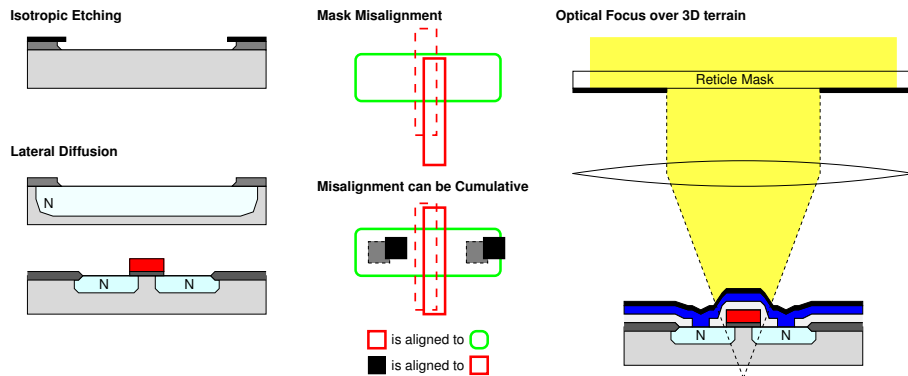 Isotropic Etching
Mask Misalignment
Optical Focus over 3D terrain
Reticle Mask
Lateral Diffusion
N
Misalignment can be Cumulative
N
N
is aligned to
is aligned to
N
N